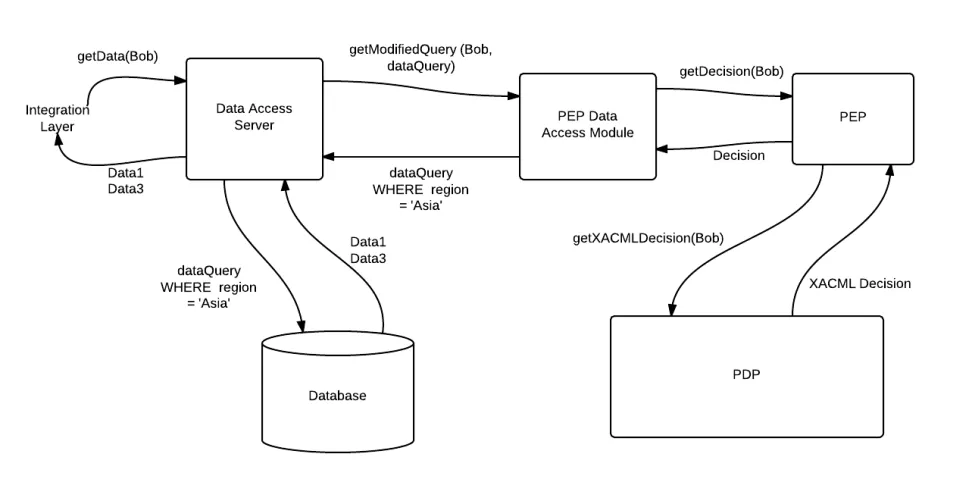 getData(Bob)
Integration
Layer
Data1
Data3
Data Access
Server
getModifiedQuery (Bob,
dataQuery)
dataQuery
WHERE region
= 'Asia'
PEP Data
Access Module
getDecision(Bob)
Decision
PEP
getXACMLDecision(Bob)
XACML Decision
dataQuery
WHERE region
= 'Asia'
Data1
Data3
Database
PDP